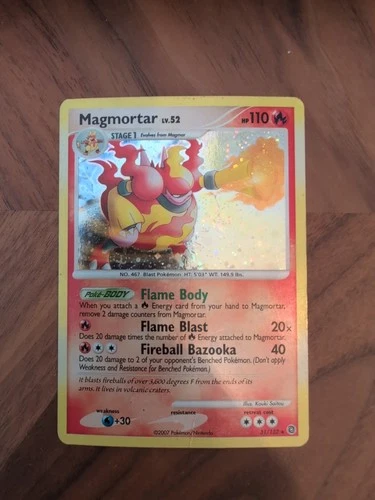 Magmortar LV.52 HP 110
STAGE 1 Evolves from Magmar
NO. 467 Blast Pokémon HT: 5'03" WT: 149.9 lbs.
Poké-BODY Flame Body
When you attach a Energy card from your hand to Magmortar,
remove 2 damage counters from Magmortar.
Flame Blast 20×
Does 20 damage times the number of Energy attached to Magmortar.
Fireball Bazooka 40
Does 20 damage to 2 of your opponent's Benched Pokémon. (Don't apply
Weakness and Resistance for Benched Pokémon.)
It blasts fireballs of over 3,600 degrees F from the ends of its
arms. It lives in volcanic craters.
Illus. Kouki Saitou
weakness resistance retreat cost
+30
©2007 Pokémon/Nintendo